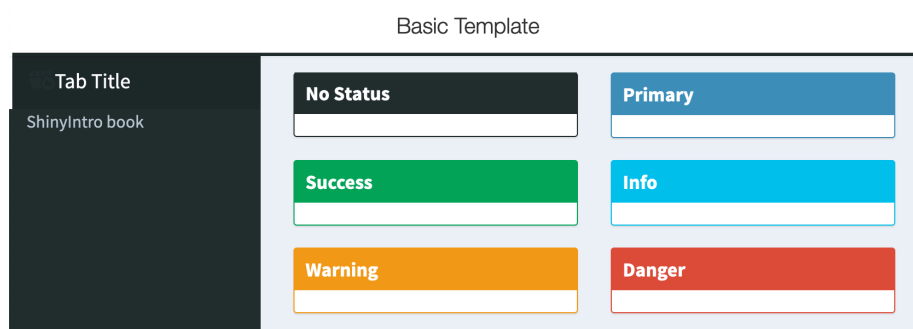 Basic Template
Tab Title
ShinyIntro book
No Status
Primary
Success
Info
Warning
Danger